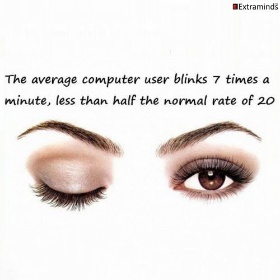 Extraminds
The average computer user blinks 7 times a
minute, less than half the normal rate of 20